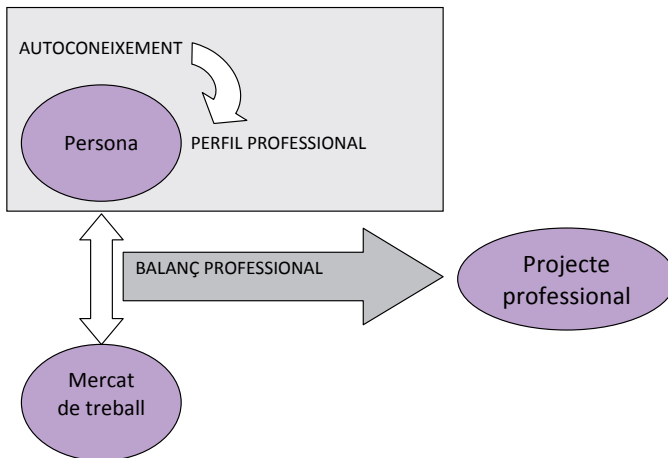 AUTOCONEIXEMENT
Persona
PERFIL PROFESSIONAL
BALANÇ PROFESSIONAL
Projecte
professional
Mercat
de treball